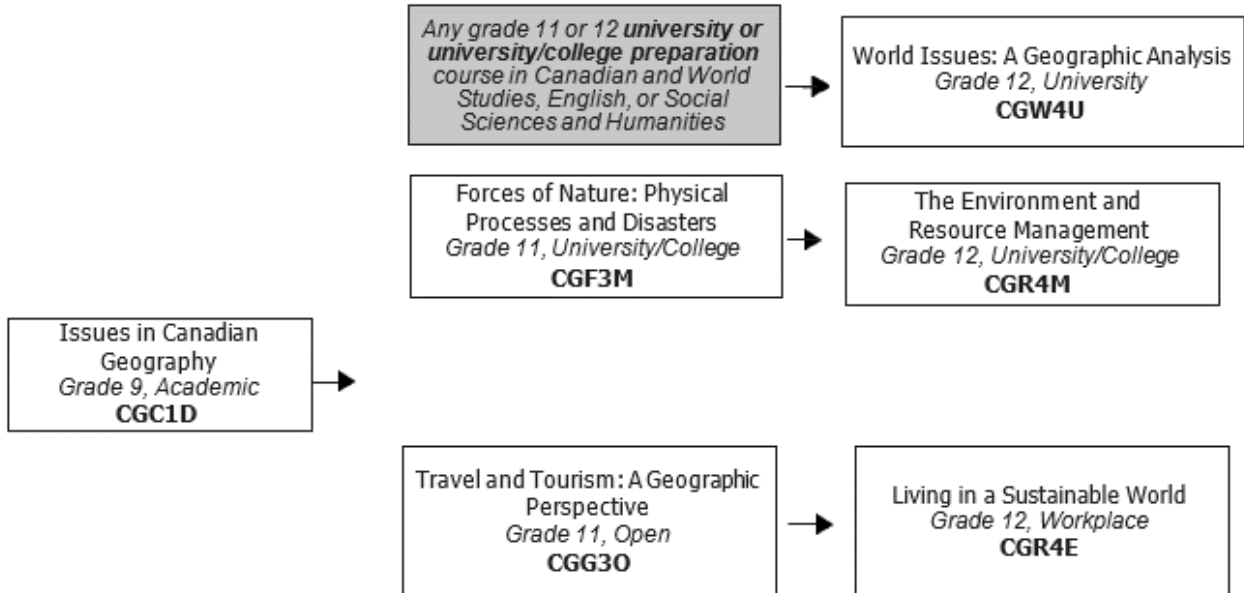 Any grade 11 or 12 university or
university/college preparation
course in Canadian and World
Studies, English, or Social
Sciences and Humanities
World Issues: A Geographic Analysis
Grade 12, University
CGW4U
Forces of Nature: Physical
Processes and Disasters
Grade 11, University/College
CGF3M
The Environment and
Resource Management
Grade 12, University/College
CGR4M
Issues in Canadian
Geography
Grade 9, Academic
CGC1D
Travel and Tourism: A Geographic
Perspective
Grade 11, Open
CGG3O
Living in a Sustainable World
Grade 12, Workplace
CGR4E